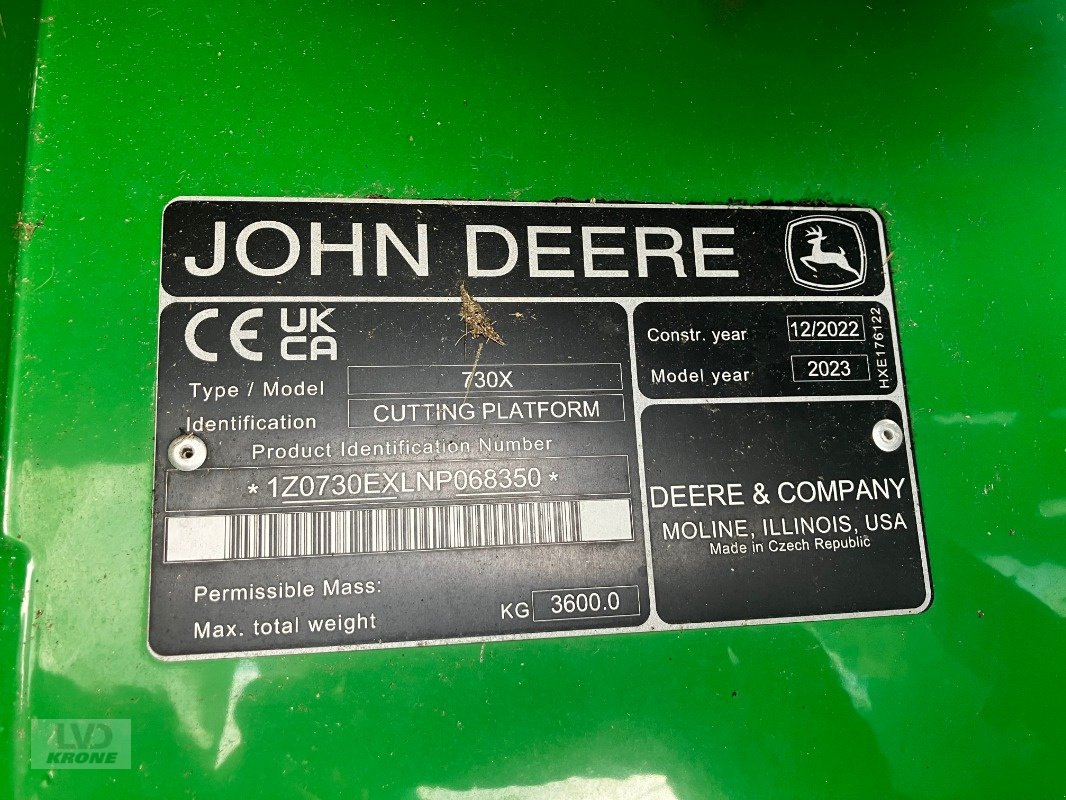 JOHN DEERE
CE UK CA
Constr. year 12/2022
Model year 2023
HXE176122
Type / Model 730X
Identification CUTTING PLATFORM
Product Identification Number
* 1Z0730EXLNP068350 *
DEERE & COMPANY
MOLINE, ILLINOIS, USA
Made in Czech Republic
Permissible Mass:
Max. total weight KG 3600.0
LVD
KRONE